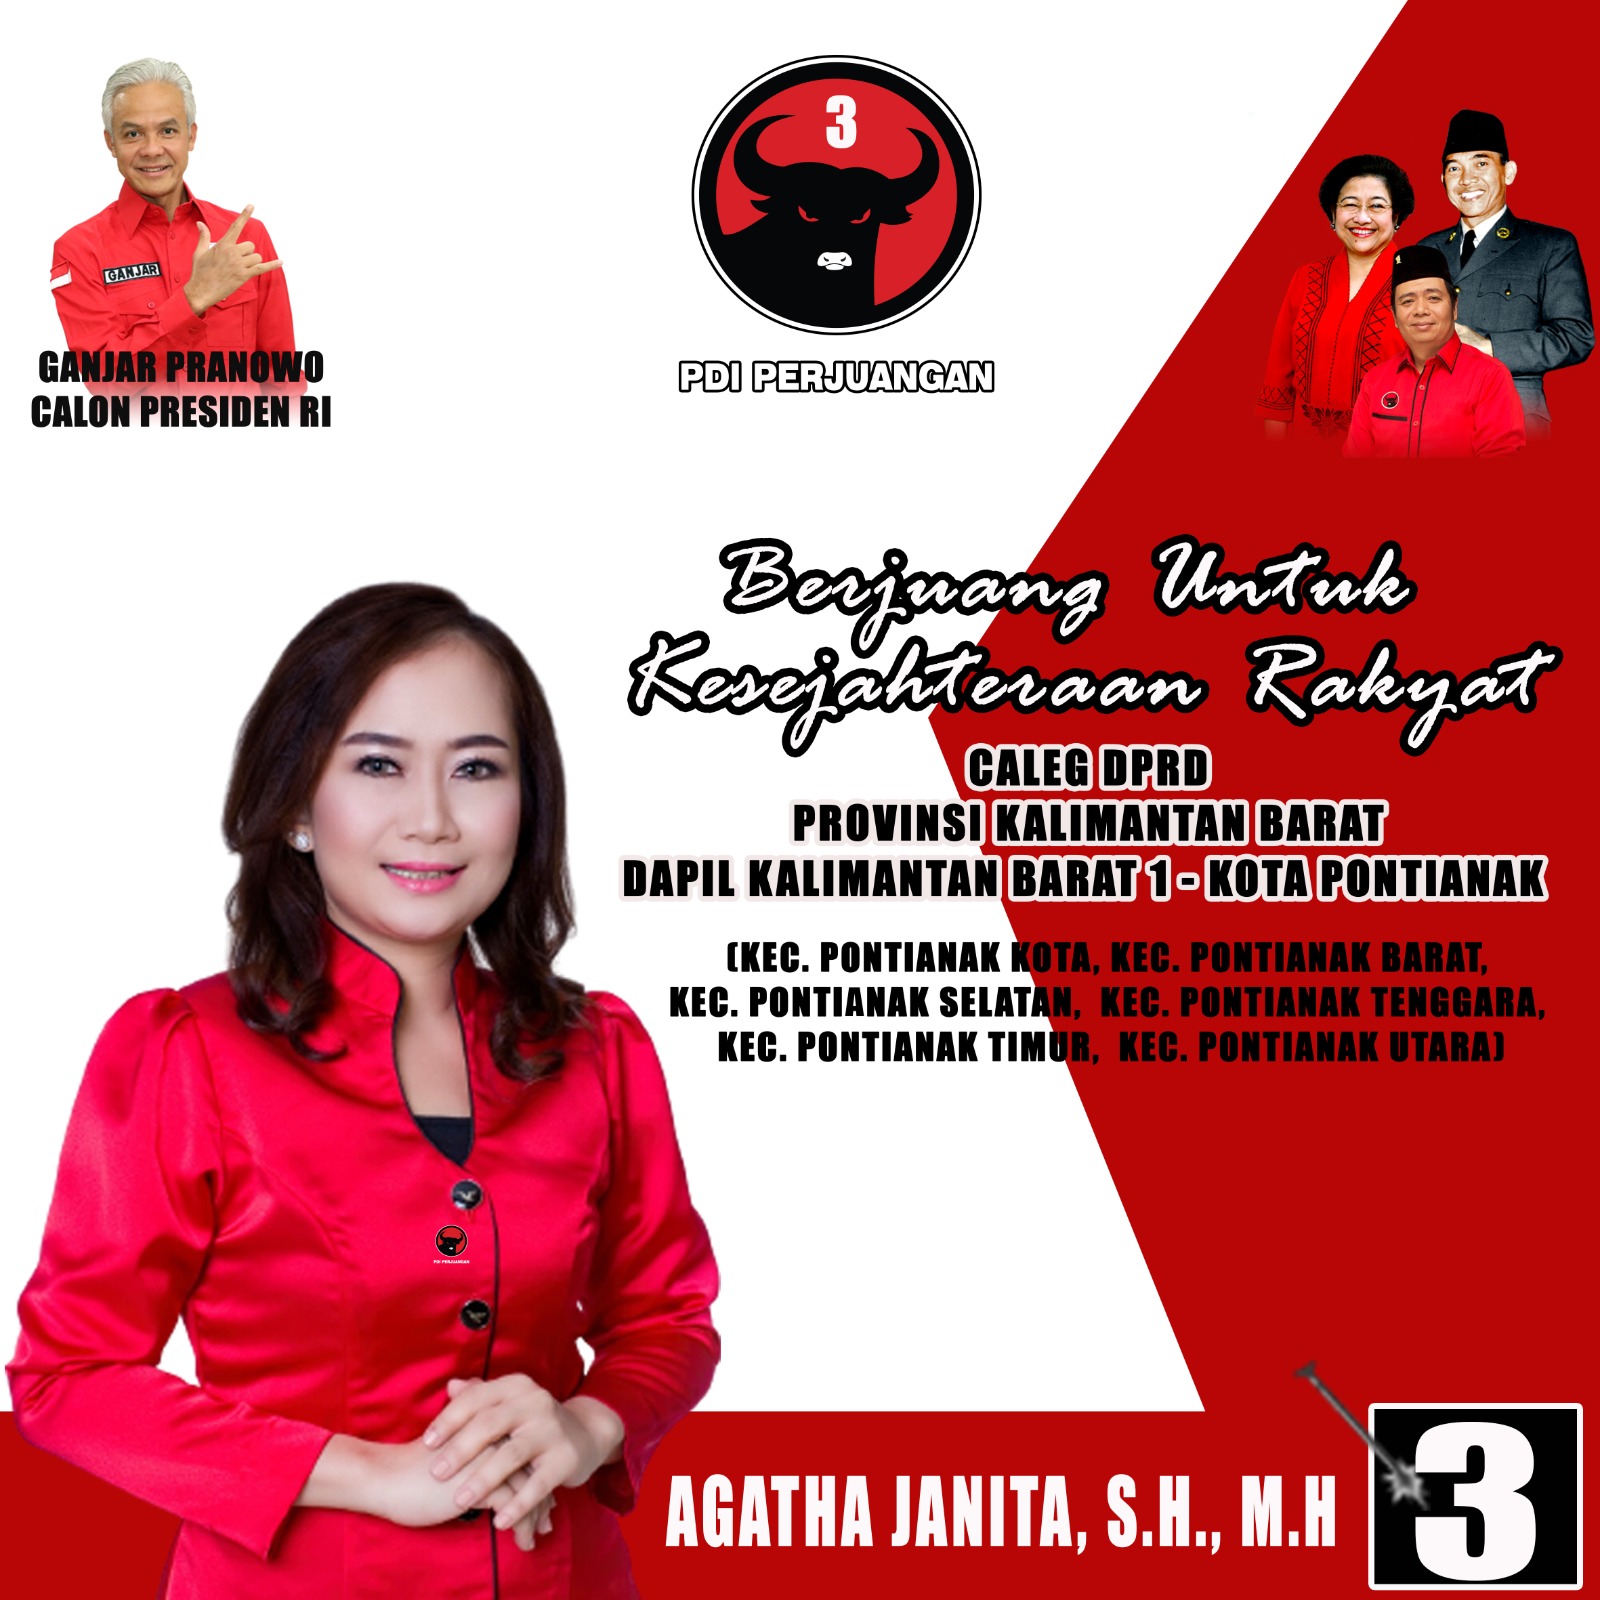 3
PDI PERJUANGAN
GANJAR
GANJAR PRANOWO
CALON PRESIDEN RI
Berjuang Untuk
Kesejahteraan Rakyat
CALEG DPRD
PROVINSI KALIMANTAN BARAT
DAPIL KALIMANTAN BARAT 1 - KOTA PONTIANAK
(KEC. PONTIANAK KOTA, KEC. PONTIANAK BARAT,
KEC. PONTIANAK SELATAN, KEC. PONTIANAK TENGGARA,
KEC. PONTIANAK TIMUR, KEC. PONTIANAK UTARA)
PDI PERJUANGAN
AGATHA JANITA, S.H., M.H
3